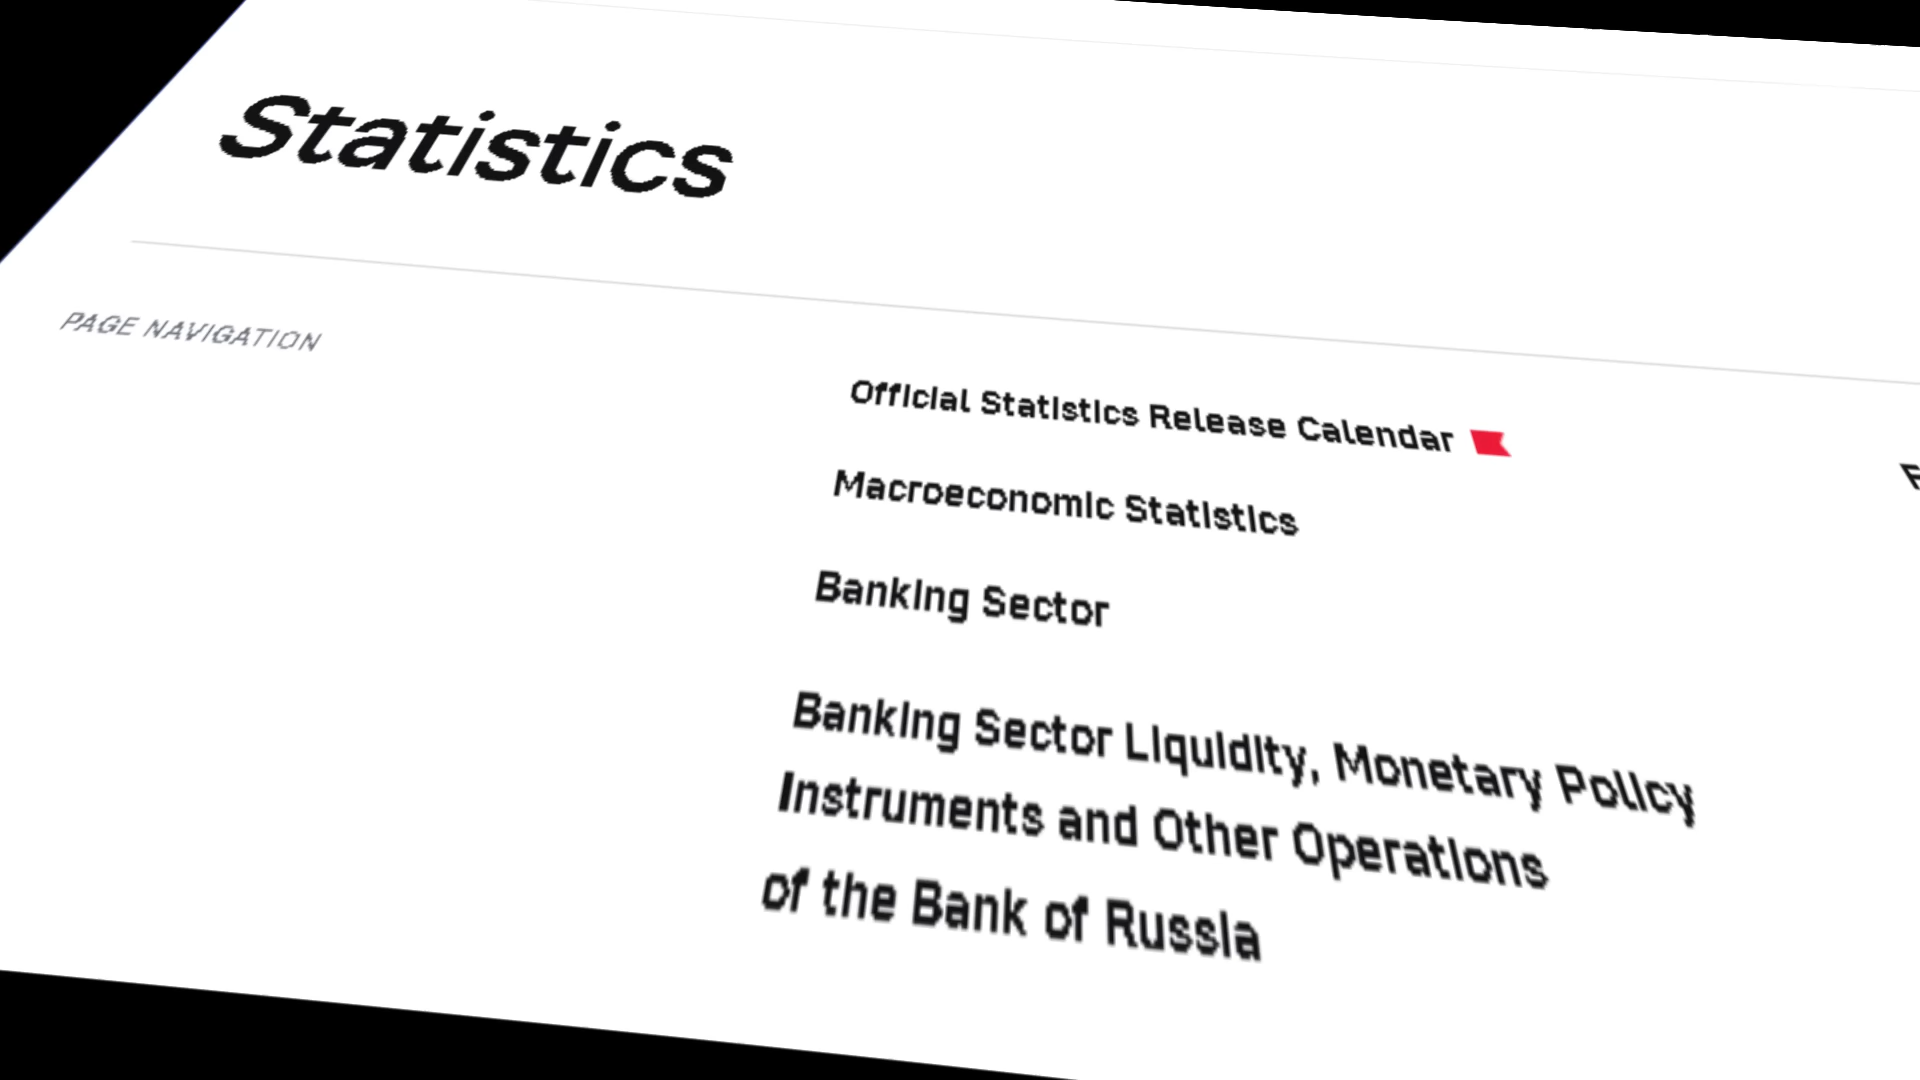 Statistics
PAGE NAVIGATION
Official Statistics Release Calendar
Macroeconomic Statistics
Banking Sector
Banking Sector Liquidity, Monetary Policy
Instruments and Other Operations
of the Bank of Russia